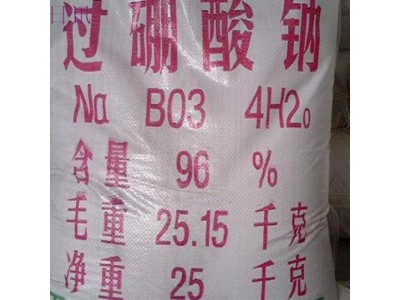 过硼酸钠
Na BO3 4H2o
含量 96 %
毛重 25.15 千克
净重 25 千克